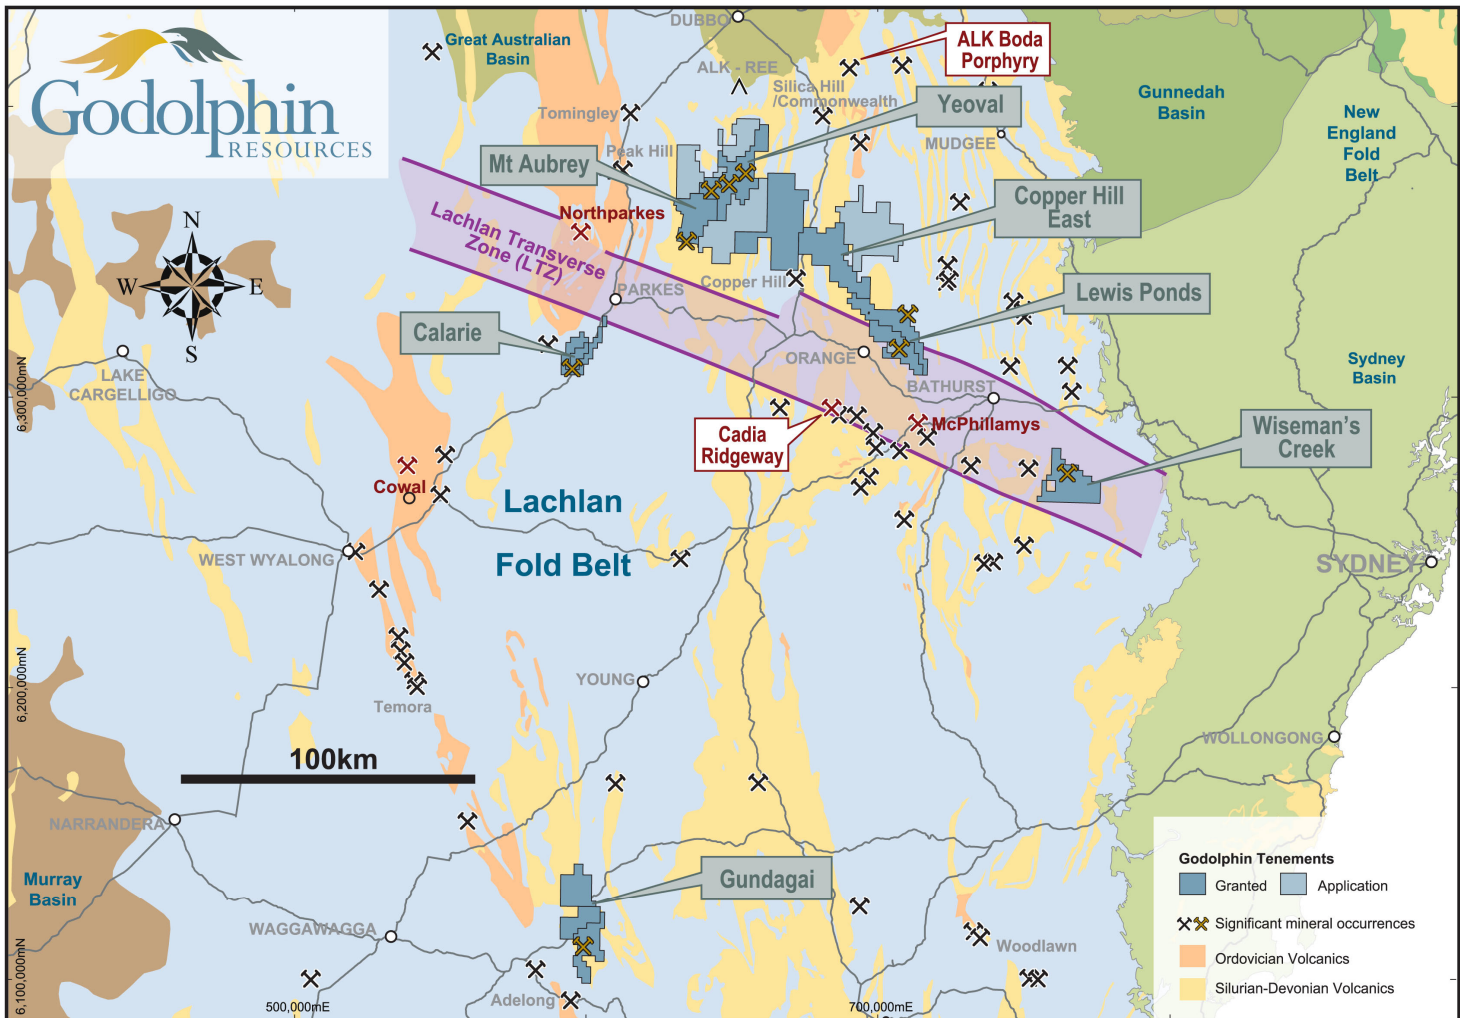 Godolphin
RESOURCES
DUBBO
Great Australian
Basin
ALK Boda
Porphyry
ALK - REE
Silica Hill
/Commonwealth
Yeoval
Gunnedah
Basin
New
England
Fold
Belt
Tomingley
Peak Hill
MUDGEE
Mt Aubrey
Copper Hill
East
Northparkes
Lachlan Transverse
Zone (LTZ)
N
W
E
S
Copper Hill
PARKES
Lewis Ponds
Calarie
ORANGE
LAKE
CARGELLIGO
BATHURST
Sydney
Basin
6,300,000mN
Cadia
Ridgeway
McPhillamys
Wiseman's
Creek
Cowal
Lachlan
Fold Belt
WEST WYALONG
SYDNEY
6,200,000mN
YOUNG
Temora
WOLLONGONG
100km
NARRANDERA
Murray
Basin
Gundagai
Godolphin Tenements
Granted
Application
Significant mineral occurrences
Ordovician Volcanics
Silurian-Devonian Volcanics
WAGGAWAGGA
Woodlawn
6,100,000mN
Adelong
500,000mE
700,000mE